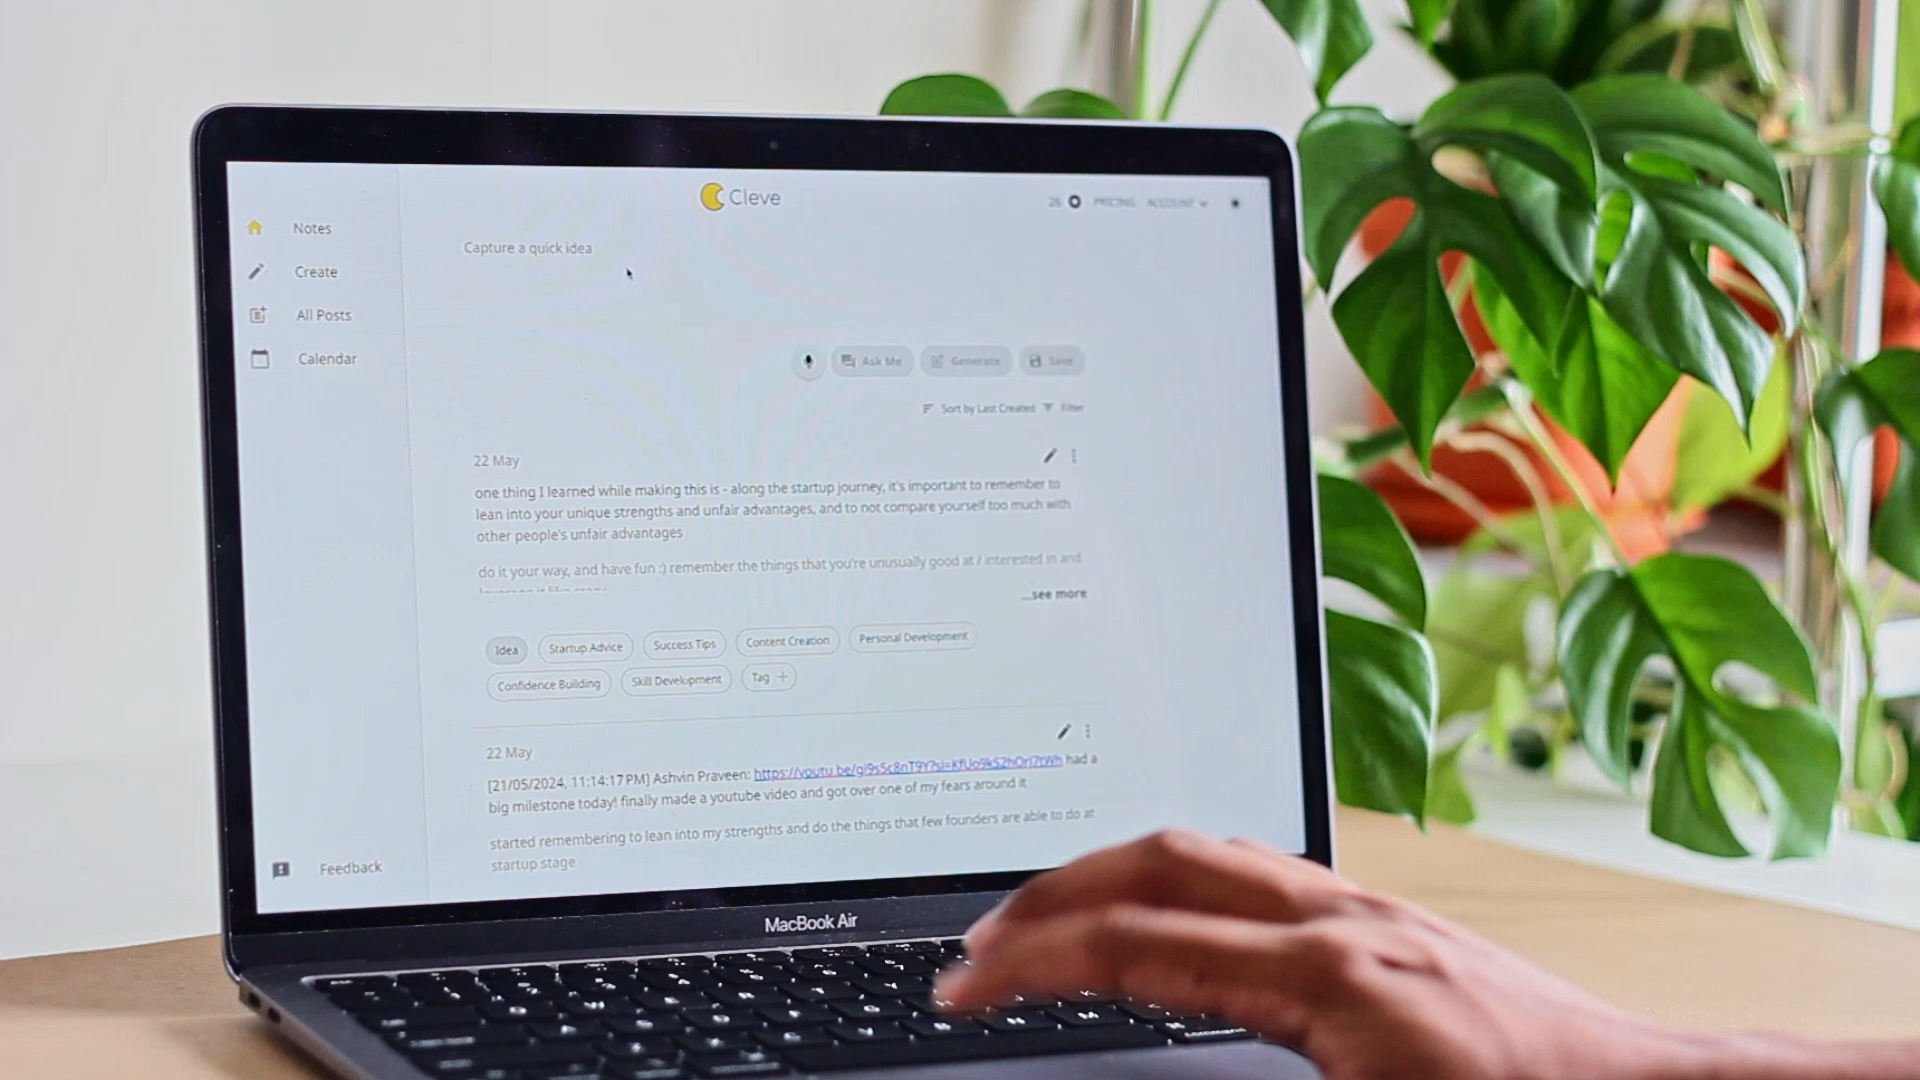 Cleve
PRICING ACCOUNT
Notes
Create
All Posts
Calendar
Feedback
Capture a quick idea
Ask Me
Generate
Save
Sort by Last Created
Filter
22 May
one thing I learned while making this is - along the startup journey, it's important to remember to
lean into your unique strengths and unfair advantages, and to not compare yourself too much with
other people's unfair advantages
do it your way, and have fun :) remember the things that you're unusually good at / interested in and
...see more
Idea
Startup Advice
Success Tips
Content Creation
Personal Development
Confidence Building
Skill Development
Tag +
22 May
[21/05/2024, 11:14:17 PM] Ashvin Praveen: had a
big milestone today! finally made a youtube video and got over one of my fears around it
started remembering to lean into my strengths and do the things that few founders are able to do at
startup stage
MacBook Air
command